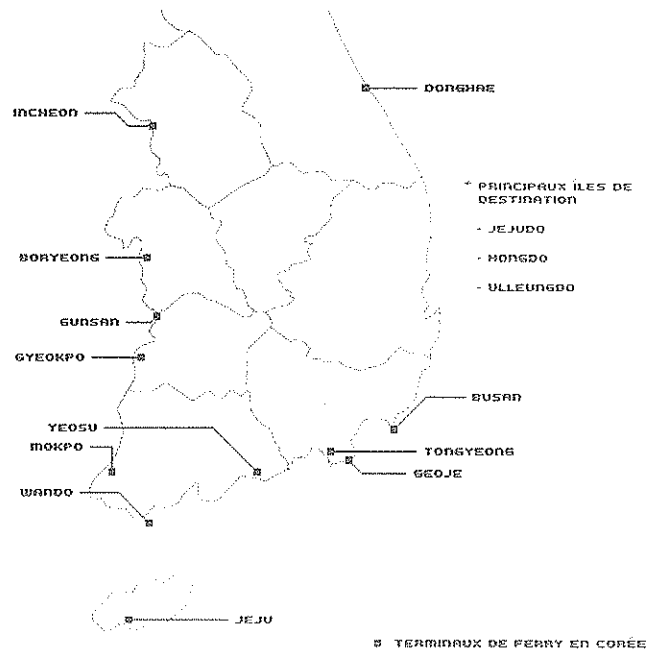 DONGHAE
INCHEON
* PRINCIPAUX ÎLES DE
DESTINATION
- JEJUDO
- HONGDO
- ULLEUNGDO
BORYEONG
GUNSAN
GYEOKPO
BUSAN
YEOSU
MOKPO
TONGYEONG
GEOJE
WANDO
JEJU
TERMINAUX DE FERRY EN CORÉE